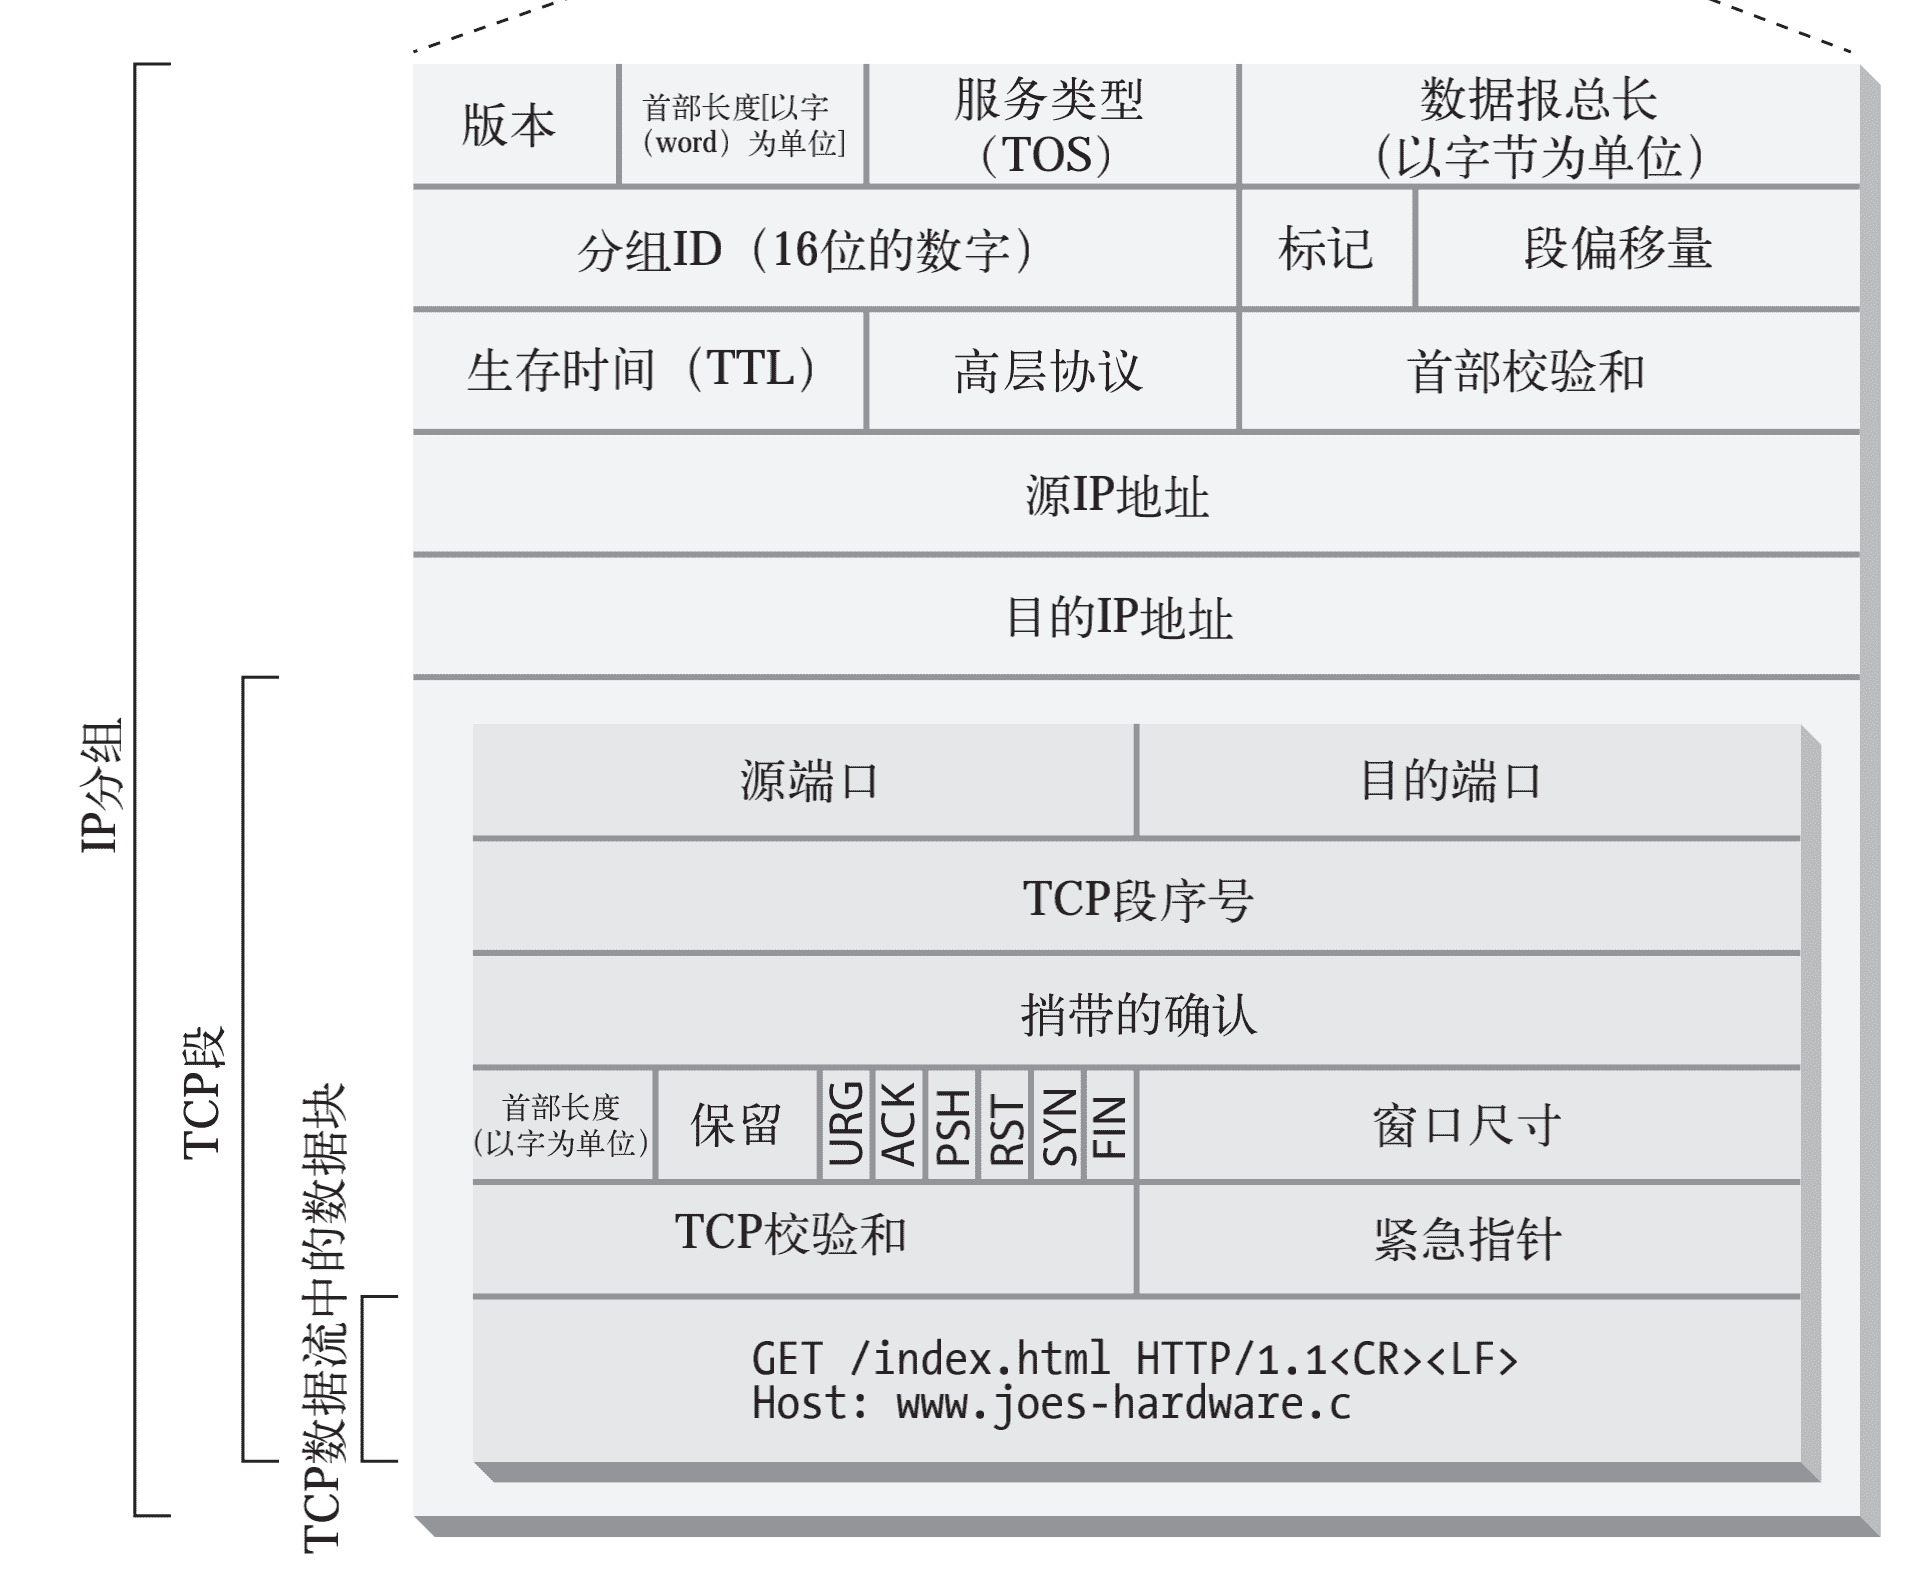 版本
首部长度[以字
(word）为单位]
服务类型
（TOS）
数据报总长
（以字节为单位）
分组ID（16位的数字）
标记
段偏移量
生存时间（TTL）
高层协议
首部校验和
源IP地址
目的IP地址
IP分组
TCP段
TCP数据流中的数据块
源端口
目的端口
TCP段序号
捎带的确认
首部长度
(以字为单位)
保留
URG
ACK
PSH
RST
SYN
FIN
窗口尺寸
TCP校验和
紧急指针
GET /index.html HTTP/1.1<CR><LF>
Host: www.joes-hardware.c